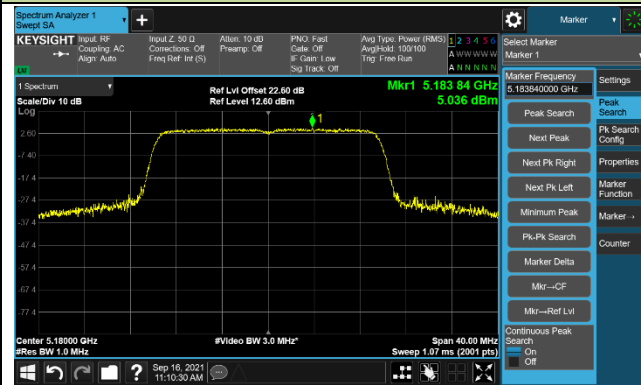 Spectrum Analyzer 1
Swept SA
+
Marker
KEYSIGHT
Input: RF
Coupling: AC
Align: Auto
Input Z: 50 Ω
Corrections: Off
Freq Ref: Int (S)
Atten: 10 dB
Preamp: Off
PNO: Fast
Gate: Off
IF Gain: Low
Sig Track: Off
Avg Type: Power (RMS)
Avg|Hold: 100/100
Trig: Free Run
1 2 3 4 5 6
A W W W W W
A N N N N N
LNI
Select Marker
Marker 1
1 Spectrum
Scale/Div 10 dB
Log
Ref Lvl Offset 22.60 dB
Ref Level 12.60 dBm
Mkr1 5.183 84 GHz
5.036 dBm
1
2.60
-7.40
-17.4
-27.4
-37.4
-47.4
-57.4
-67.4
-77.4
Center 5.18000 GHz
#Res BW 1.0 MHz
#Video BW 3.0 MHz*
Span 40.00 MHz
Sweep 1.07 ms (2001 pts)
Marker Frequency
5.183840000 GHz
Peak Search
Next Peak
Next Pk Right
Next Pk Left
Minimum Peak
Pk-Pk Search
Marker Delta
Mkr→CF
Mkr→Ref Lvl
Continuous Peak
Search
On
Off
Settings
Peak
Search
Pk Search
Config
Properties
Marker
Function
Marker→
Counter
?
Sep 16, 2021
11:10:30 AM